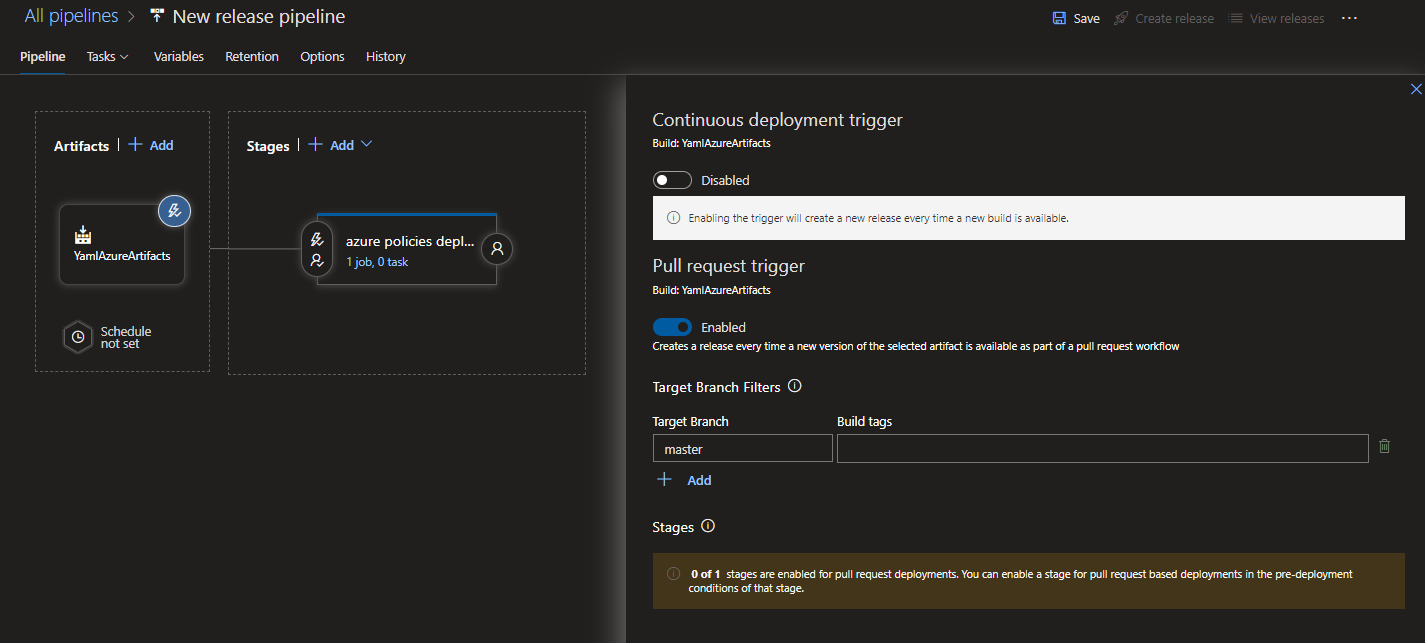 All pipelines > New release pipeline
Save Create release View releases ...
Pipeline Tasks Variables Retention Options History
Artifacts | + Add
Stages | + Add
YamlAzureArtifacts
azure policies depl...
1 job, 0 task
Schedule
not set
Continuous deployment trigger
Build: YamlAzureArtifacts
Disabled
Enabling the trigger will create a new release every time a new build is available.
Pull request trigger
Build: YamlAzureArtifacts
Enabled
Creates a release every time a new version of the selected artifact is available as part of a pull request workflow
Target Branch Filters
Target Branch Build tags
master
+ Add
Stages
0 of 1 stages are enabled for pull request deployments. You can enable a stage for pull request based deployments in the pre-deployment
conditions of that stage.